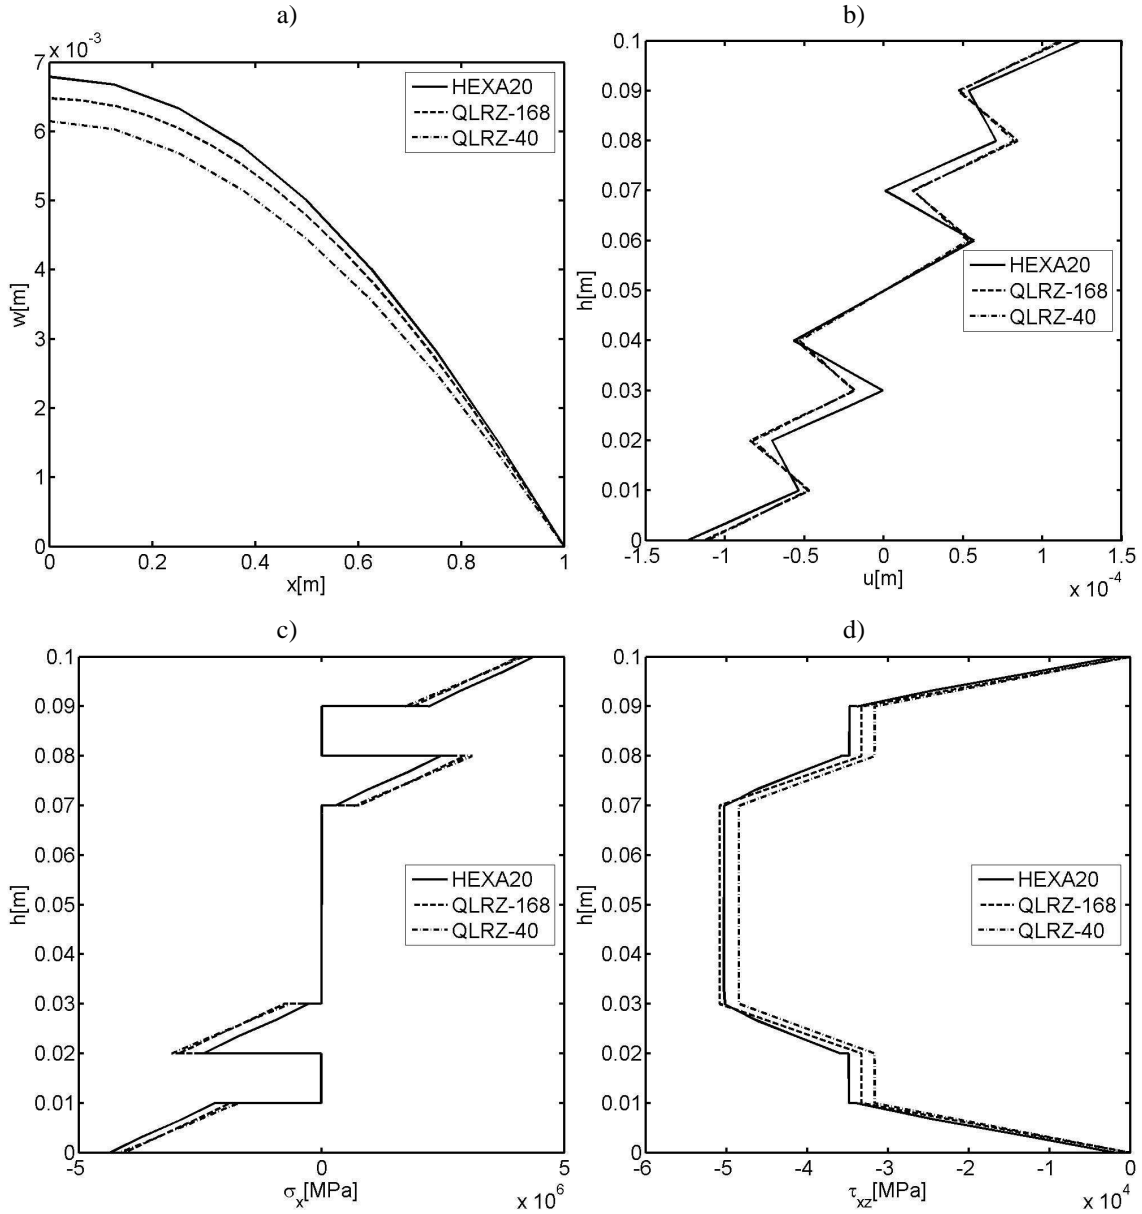 a)
x 10⁻³
7
6
5
4
3
2
1
0
w[m]
0 0.2 0.4 0.6 0.8 1
x[m]
HEXA20
QLRZ-168
QLRZ-40
b)
0.1
0.09
0.08
0.07
0.06
0.05
0.04
0.03
0.02
0.01
0
h[m]
-1.5 -1 -0.5 0 0.5 1 1.5
u[m]
x 10⁻⁴
HEXA20
QLRZ-168
QLRZ-40
c)
0.1
0.09
0.08
0.07
0.06
0.05
0.04
0.03
0.02
0.01
0
h[m]
-5 0 5
σₓ[MPa]
x 10⁶
HEXA20
QLRZ-168
QLRZ-40
d)
0.1
0.09
0.08
0.07
0.06
0.05
0.04
0.03
0.02
0.01
0
h[m]
-6 -5 -4 -3 -2 -1 0
τ_xz[MPa]
x 10⁴
HEXA20
QLRZ-168
QLRZ-40